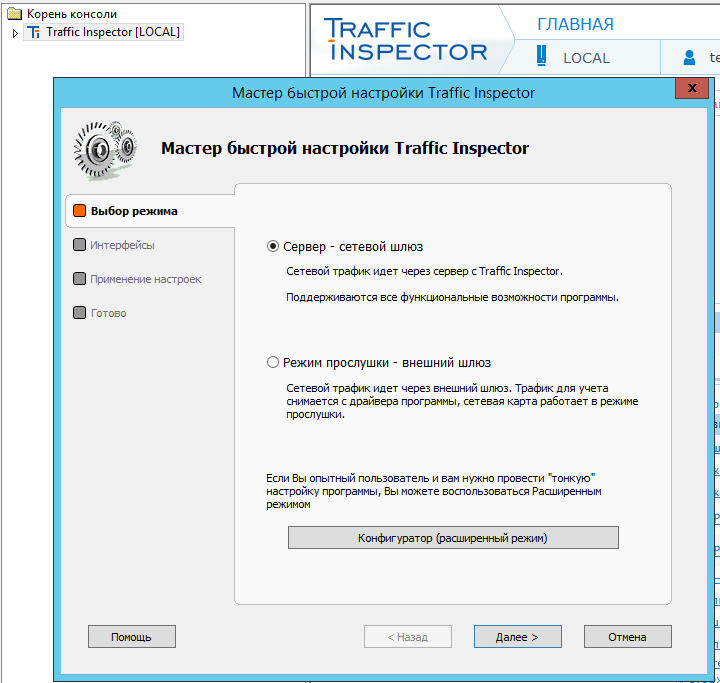 Корень консоли
Traffic Inspector [LOCAL]
TRAFFIC
INSPECTOR
ГЛАВНАЯ
LOCAL
Мастер быстрой настройки Traffic Inspector
x
Мастер быстрой настройки Traffic Inspector
Выбор режима
Интерфейсы
Применение настроек
Готово
Сервер - сетевой шлюз
Сетевой трафик идет через сервер с Traffic Inspector.
Поддерживаются все функциональные возможности программы.
Режим прослушки - внешний шлюз
Сетевой трафик идет через внешний шлюз. Трафик для учета
снимается с драйвера программы, сетевая карта работает в режиме
прослушки.
Если Вы опытный пользователь и вам нужно провести "тонкую"
настройку программы, Вы можете воспользоваться Расширенным
режимом
Конфигуратор (расширенный режим)
Помощь
< Назад
Далее >
Отмена